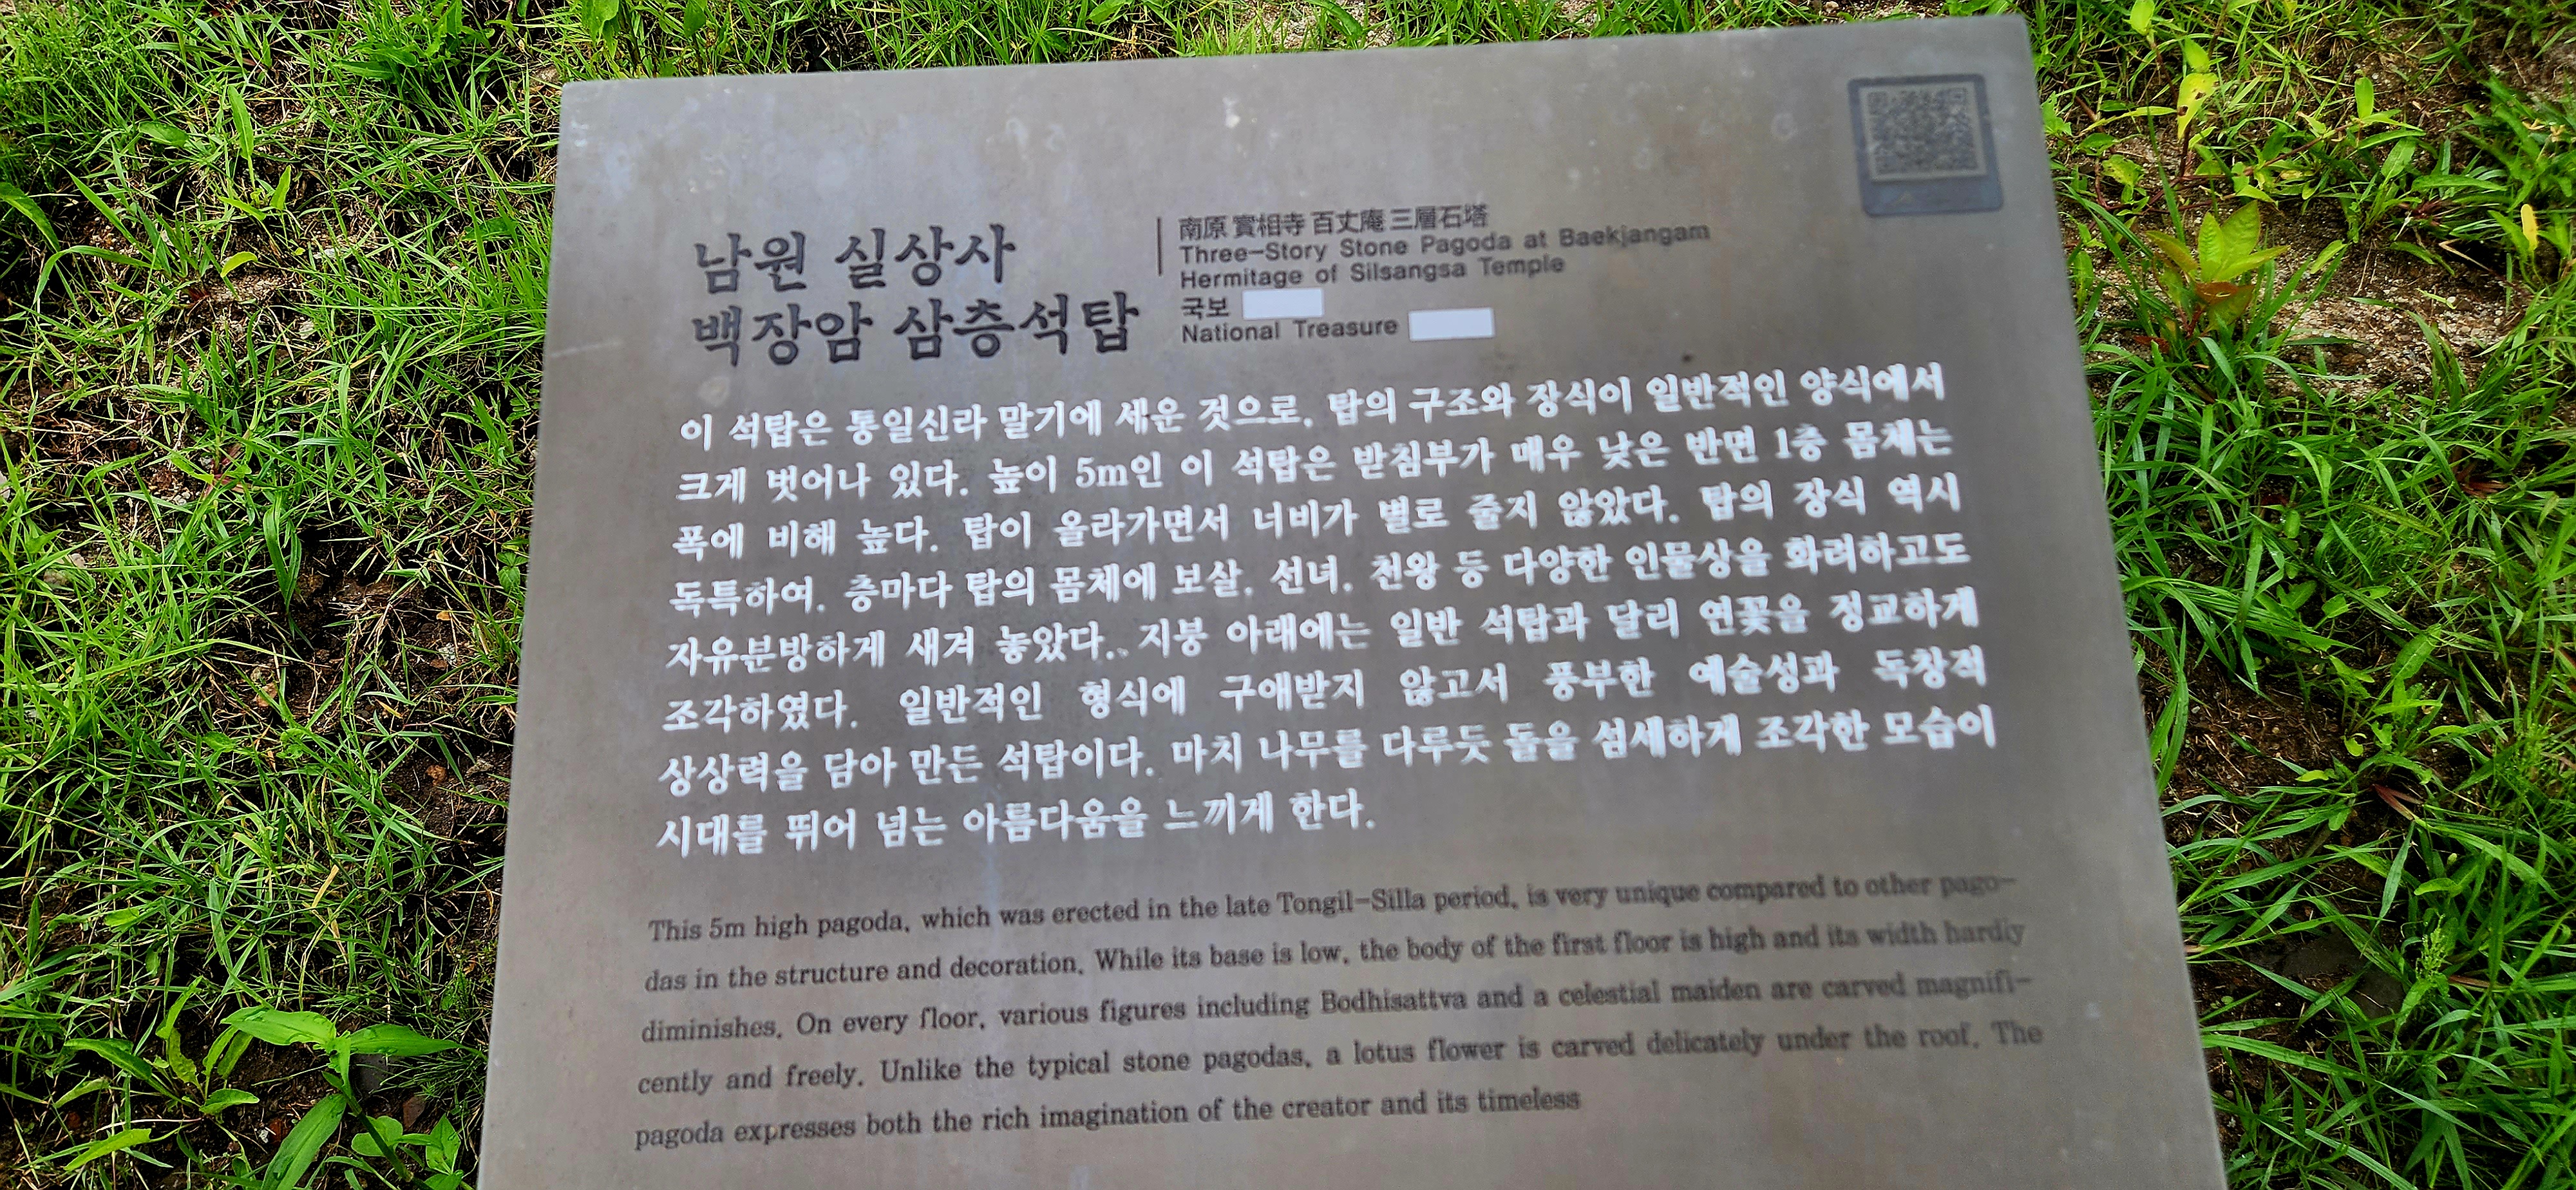 남원 실상사
백장암 삼층석탑
南原 實相寺 百丈庵 三層石塔
Three-Story Stone Pagoda at Baekjangam
Hermitage of Silsangsa Temple
국보
National Treasure
이 석탑은 통일신라 말기에 세운 것으로, 탑의 구조와 장식이 일반적인 양식에서
크게 벗어나 있다. 높이 5m인 이 석탑은 받침부가 매우 낮은 반면 1층 몸체는
폭에 비해 높다. 탑이 올라가면서 너비가 별로 줄지 않았다. 탑의 장식 역시
독특하여, 층마다 탑의 몸체에 보살, 선녀, 천왕 등 다양한 인물상을 화려하고도
자유분방하게 새겨 놓았다. 지붕 아래에는 일반 석탑과 달리 연꽃을 정교하게
조각하였다. 일반적인 형식에 구애받지 않고서 풍부한 예술성과 독창적
상상력을 담아 만든 석탑이다. 마치 나무를 다루듯 돌을 섬세하게 조각한 모습이
시대를 뛰어 넘는 아름다움을 느끼게 한다.
This 5m high pagoda, which was erected in the late Tongil-Silla period, is very unique compared to other pago-
das in the structure and decoration. While its base is low, the body of the first floor is high and its width hardly
diminishes. On every floor, various figures including Bodhisattva and a celestial maiden are carved magnifi-
cently and freely. Unlike the typical stone pagodas, a lotus flower is carved delicately under the roof. The
pagoda expresses both the rich imagination of the creator and its timeless